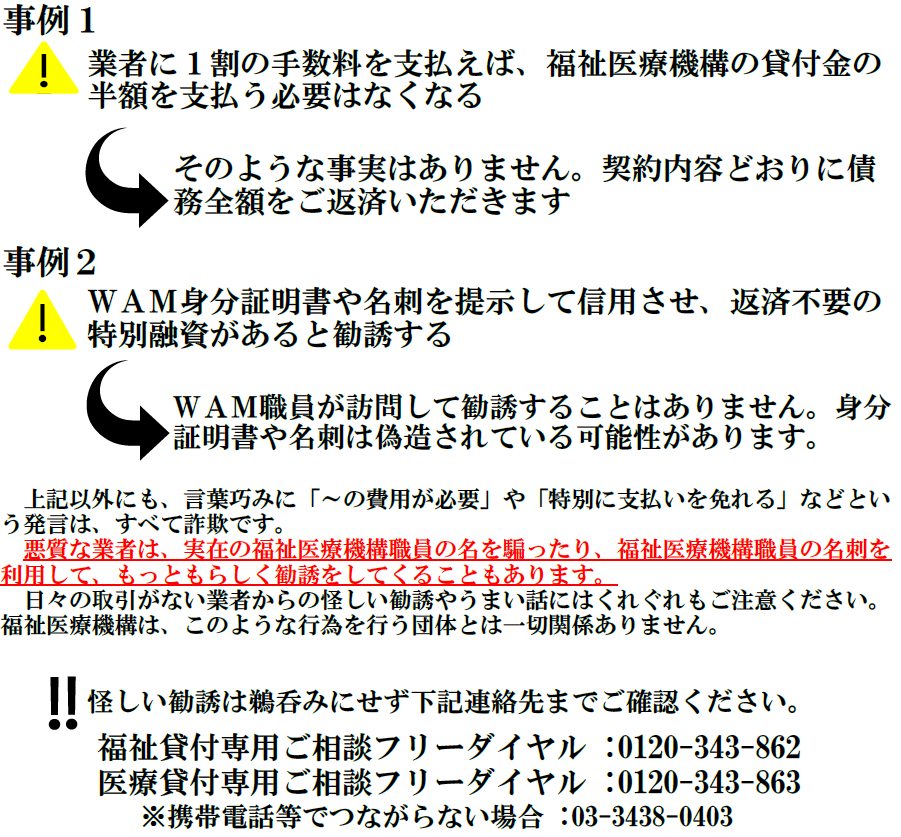 事例１
業者に１割の手数料を支払えば、福祉医療機構の貸付金の
半額を支払う必要はなくなる
そのような事実はありません。契約内容どおりに債
務全額をご返済いただきます
事例２
ＷＡＭ身分証明書や名刺を提示して信用させ、返済不要の
特別融資があると勧誘する
ＷＡＭ職員が訪問して勧誘することはありません。身分
証明書や名刺は偽造されている可能性があります。
上記以外にも、言葉巧みに「～の費用が必要」や「特別に支払いを免れる」などとい
う発言は、すべて詐欺です。
悪質な業者は、実在の福祉医療機構職員の名を騙ったり、福祉医療機構職員の名刺を
利用して、もっともらしく勧誘をしてくることもあります。
日々の取引がない業者からの怪しい勧誘やうまい話にはくれぐれもご注意ください。
福祉医療機構は、このような行為を行う団体とは一切関係ありません。
!! 怪しい勧誘は鵜呑みにせず下記連絡先までご確認ください。
福祉貸付専用ご相談フリーダイヤル ：0120-343-862
医療貸付専用ご相談フリーダイヤル ：0120-343-863
※携帯電話等でつながらない場合 ：03-3438-0403